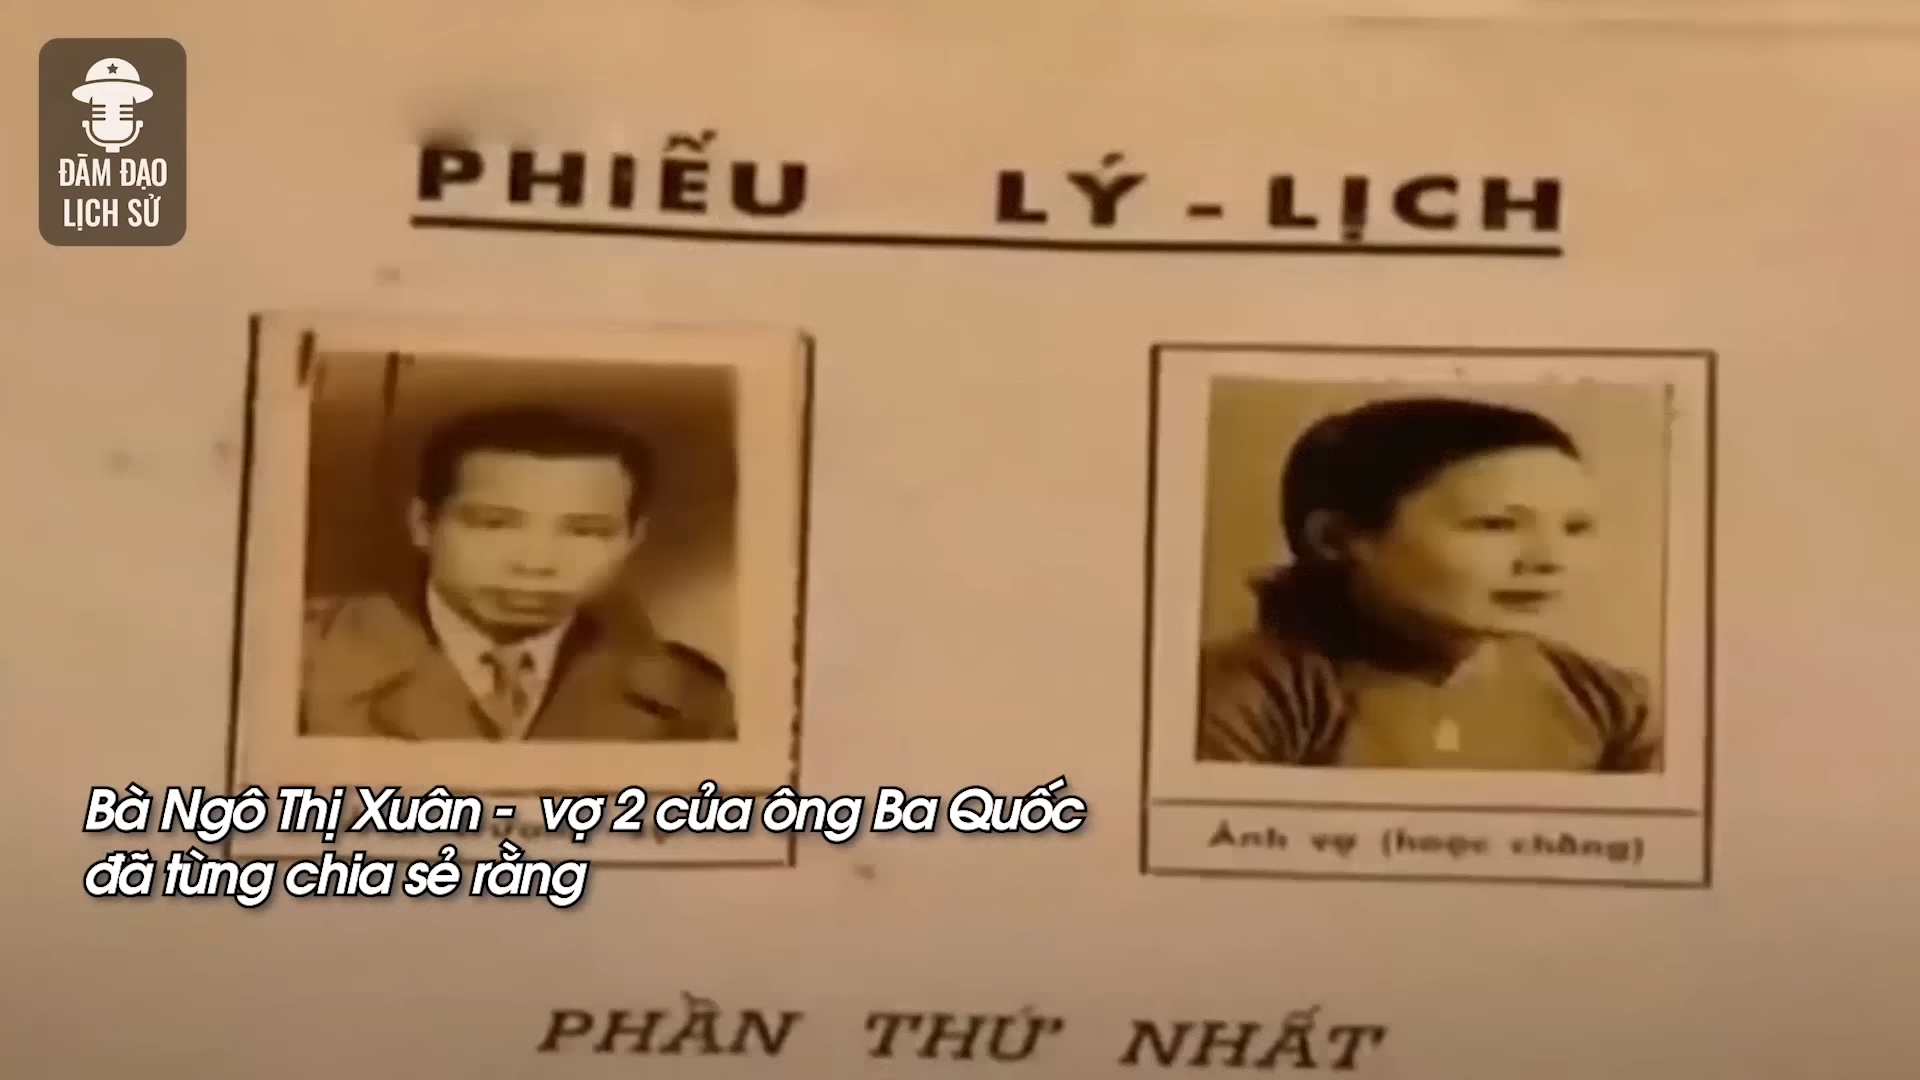 ĐÀM ĐẠO
LỊCH SỬ
PHIẾU LÝ - LỊCH
Bà Ngô Thị Xuân - vợ 2 của ông Ba Quốc
đã từng chia sẻ rằng
Ảnh vợ (hoặc chồng)
PHẦN THỨ NHẤT